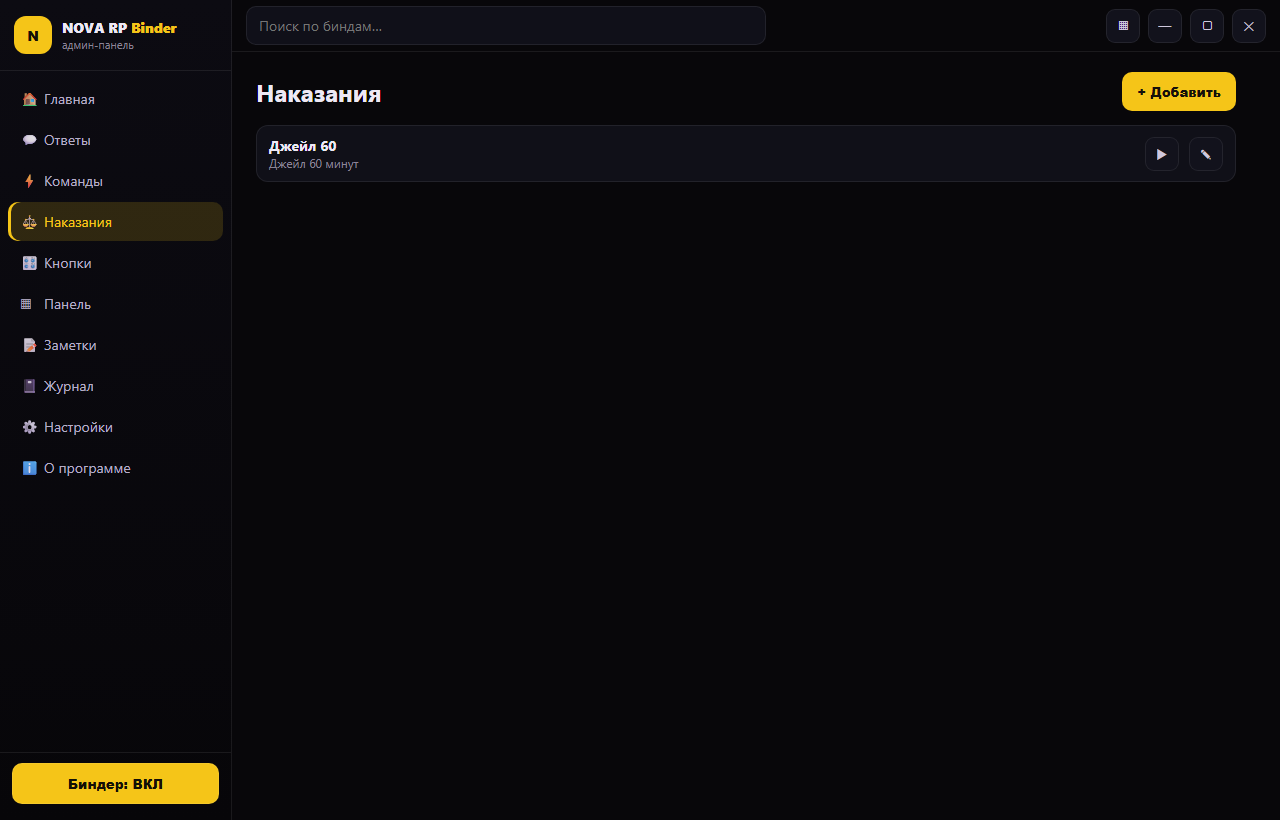 N
NOVA RP Binder
админ-панель
Поиск по биндам...
Главная
Ответы
Команды
Наказания
Кнопки
Панель
Заметки
Журнал
Настройки
О программе
Биндер: ВКЛ
Наказания
+ Добавить
Джейл 60
Джейл 60 минут